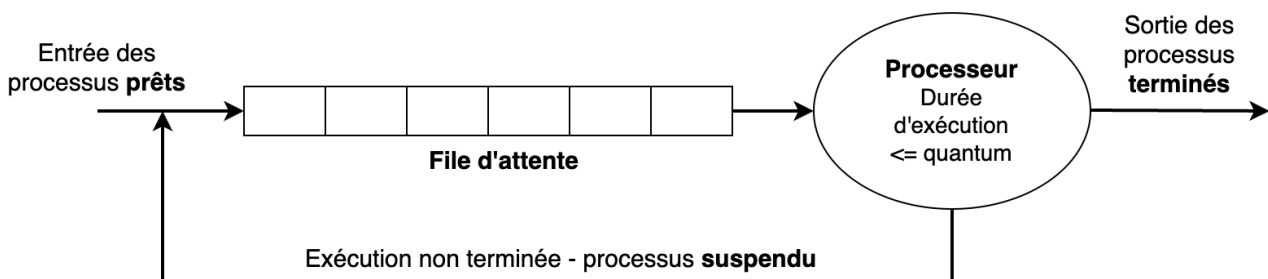 Entrée des
processus prêts
File d'attente
Processeur
Durée
d'exécution
<= quantum
Sortie des
processus
terminés
Exécution non terminée - processus suspendu